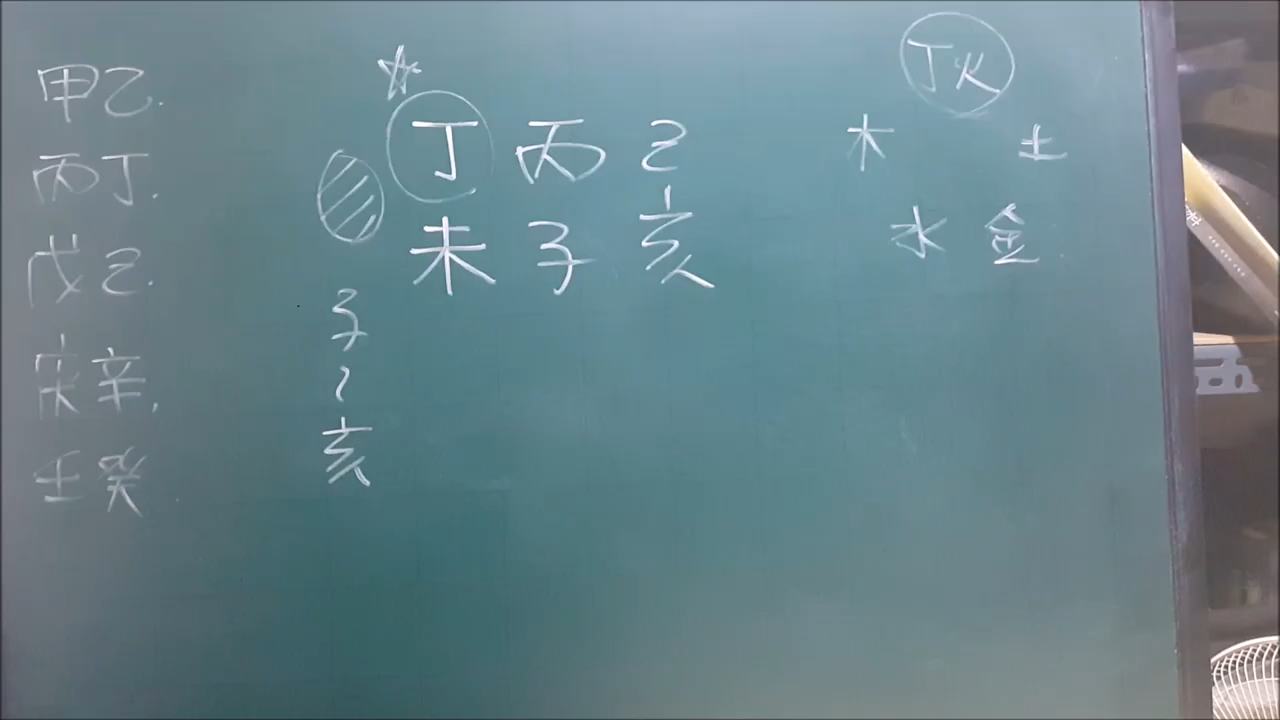 甲乙.
丙丁.
戊己.
庚辛.
壬癸.
丁丙己
未子亥
子
~
亥
丁火
木 土
水 金